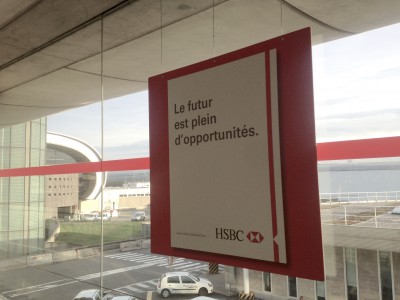 Le futur
est plein
d'opportunités.
HSBC